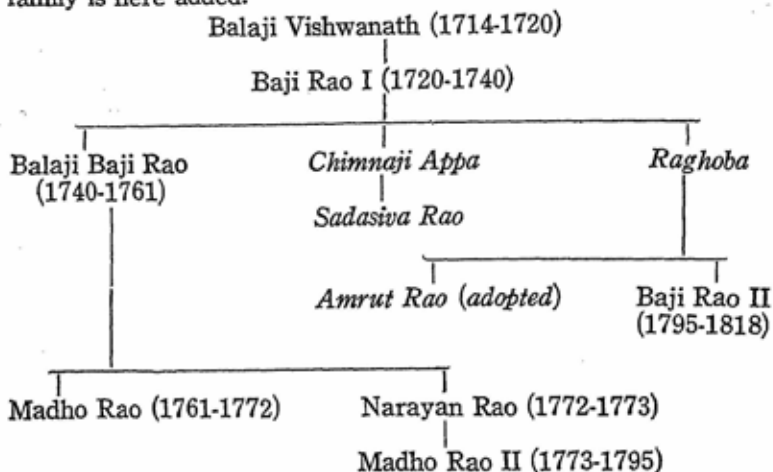 family is here added.
Balaji Vishwanath (1714-1720)
Baji Rao I (1720-1740)
Balaji Baji Rao Chimnaji Appa Raghoba
(1740-1761)
Sadasiva Rao
Amrut Rao (adopted) Baji Rao II
(1795-1818)
Madho Rao (1761-1772) Narayan Rao (1772-1773)
Madho Rao II (1773-1795)